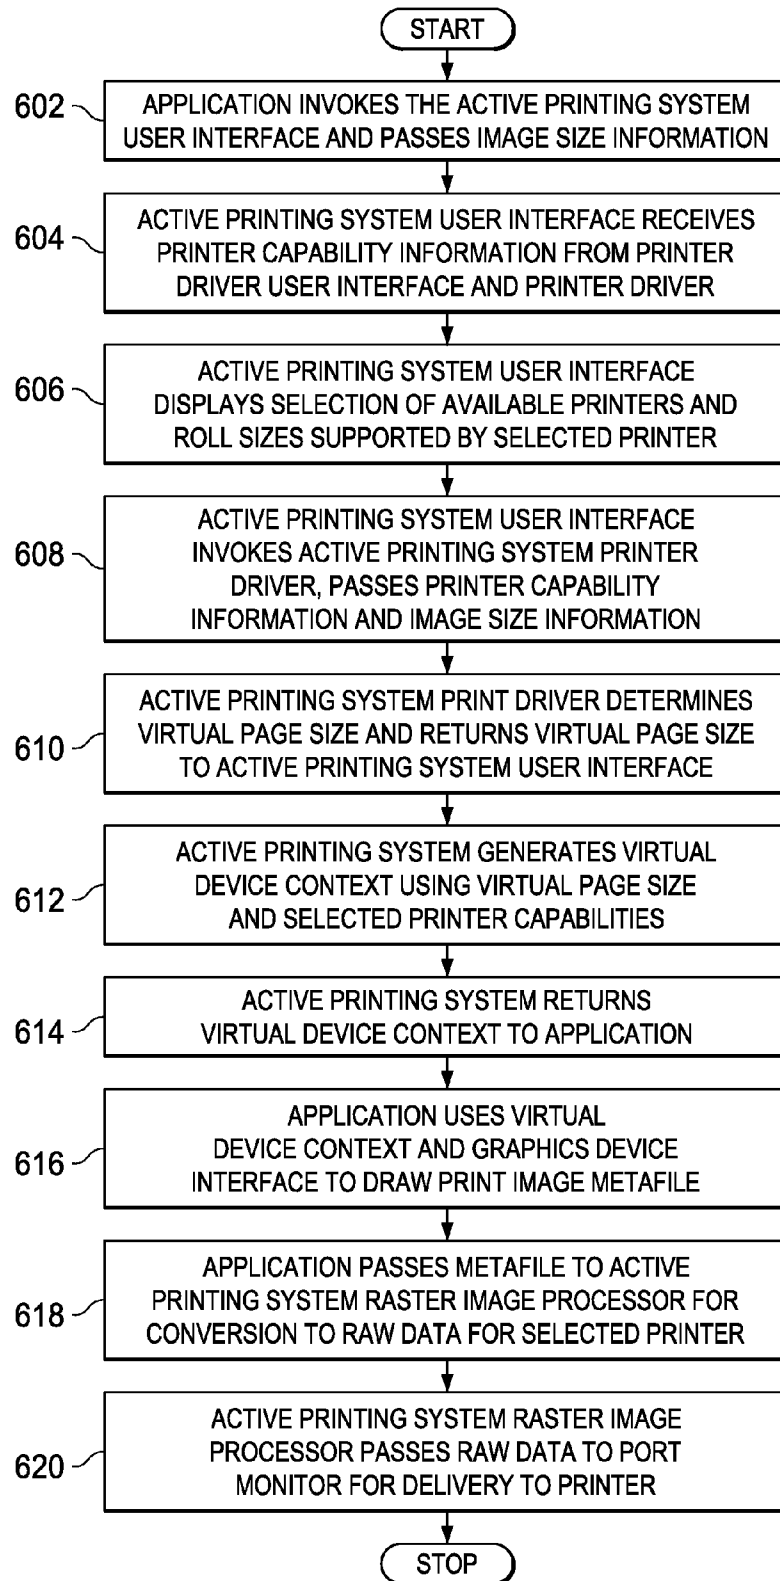 START
602
APPLICATION INVOKES THE ACTIVE PRINTING SYSTEM
USER INTERFACE AND PASSES IMAGE SIZE INFORMATION
604
ACTIVE PRINTING SYSTEM USER INTERFACE RECEIVES
PRINTER CAPABILITY INFORMATION FROM PRINTER
DRIVER USER INTERFACE AND PRINTER DRIVER
606
ACTIVE PRINTING SYSTEM USER INTERFACE
DISPLAYS SELECTION OF AVAILABLE PRINTERS AND
ROLL SIZES SUPPORTED BY SELECTED PRINTER
608
ACTIVE PRINTING SYSTEM USER INTERFACE
INVOKES ACTIVE PRINTING SYSTEM PRINTER
DRIVER, PASSES PRINTER CAPABILITY
INFORMATION AND IMAGE SIZE INFORMATION
610
ACTIVE PRINTING SYSTEM PRINT DRIVER DETERMINES
VIRTUAL PAGE SIZE AND RETURNS VIRTUAL PAGE SIZE
TO ACTIVE PRINTING SYSTEM USER INTERFACE
612
ACTIVE PRINTING SYSTEM GENERATES VIRTUAL
DEVICE CONTEXT USING VIRTUAL PAGE SIZE
AND SELECTED PRINTER CAPABILITIES
614
ACTIVE PRINTING SYSTEM RETURNS
VIRTUAL DEVICE CONTEXT TO APPLICATION
616
APPLICATION USES VIRTUAL
DEVICE CONTEXT AND GRAPHICS DEVICE
INTERFACE TO DRAW PRINT IMAGE METAFILE
618
APPLICATION PASSES METAFILE TO ACTIVE
PRINTING SYSTEM RASTER IMAGE PROCESSOR FOR
CONVERSION TO RAW DATA FOR SELECTED PRINTER
620
ACTIVE PRINTING SYSTEM RASTER IMAGE
PROCESSOR PASSES RAW DATA TO PORT
MONITOR FOR DELIVERY TO PRINTER
STOP